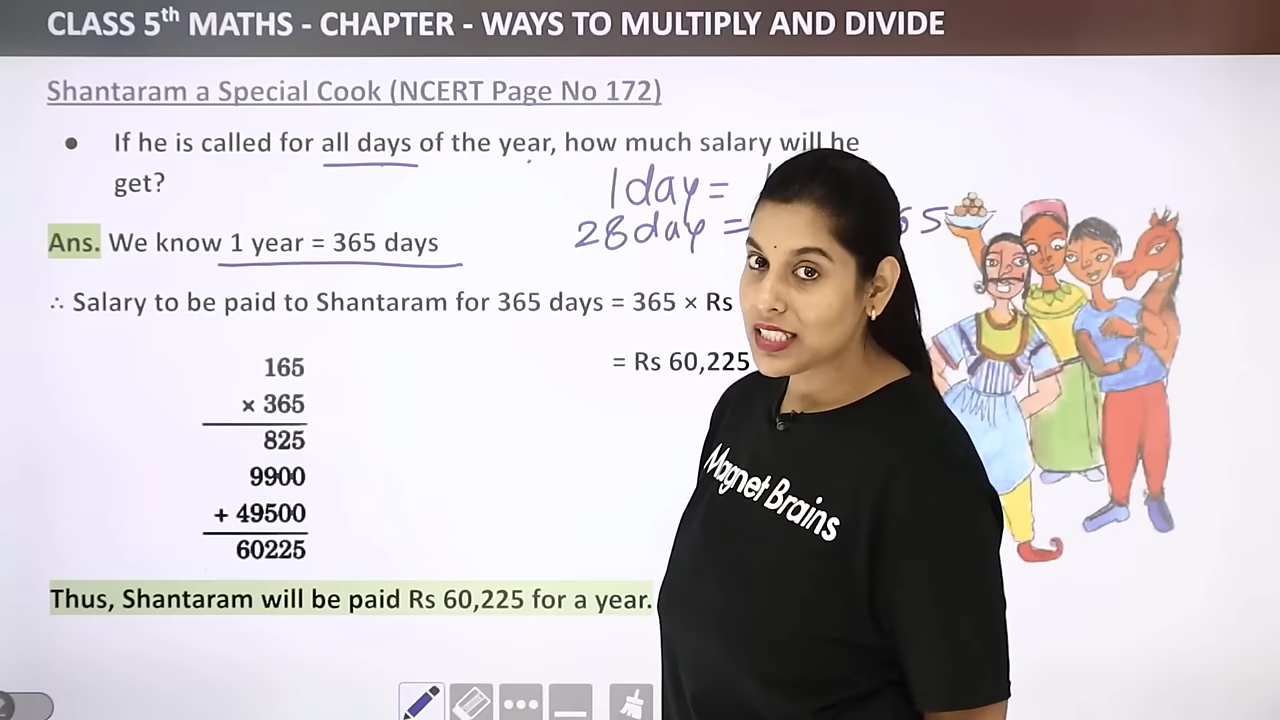 CLASS 5th MATHS - CHAPTER - WAYS TO MULTIPLY AND DIVIDE
Shantaram a Special Cook (NCERT Page No 172)
• If he is called for all days of the year, how much salary will he
get?
1day =
28day = 65
Ans. We know 1 year = 365 days
∴ Salary to be paid to Shantaram for 365 days = 365 × Rs
= Rs 60,225
165
× 365
825
9900
+ 49500
60225
Thus, Shantaram will be paid Rs 60,225 for a year.
Magnet Brains